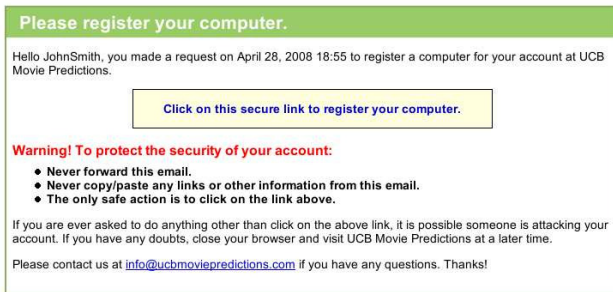 Please register your computer.
Hello JohnSmith, you made a request on April 28, 2008 18:55 to register a computer for your account at UCB
Movie Predictions.
Click on this secure link to register your computer.
Warning! To protect the security of your account:
● Never forward this email.
● Never copy/paste any links or other information from this email.
● The only safe action is to click on the link above.
If you are ever asked to do anything other than click on the above link, it is possible someone is attacking your
account. If you have any doubts, close your browser and visit UCB Movie Predictions at a later time.
Please contact us at info@ucbmoviepredictions.com if you have any questions. Thanks!